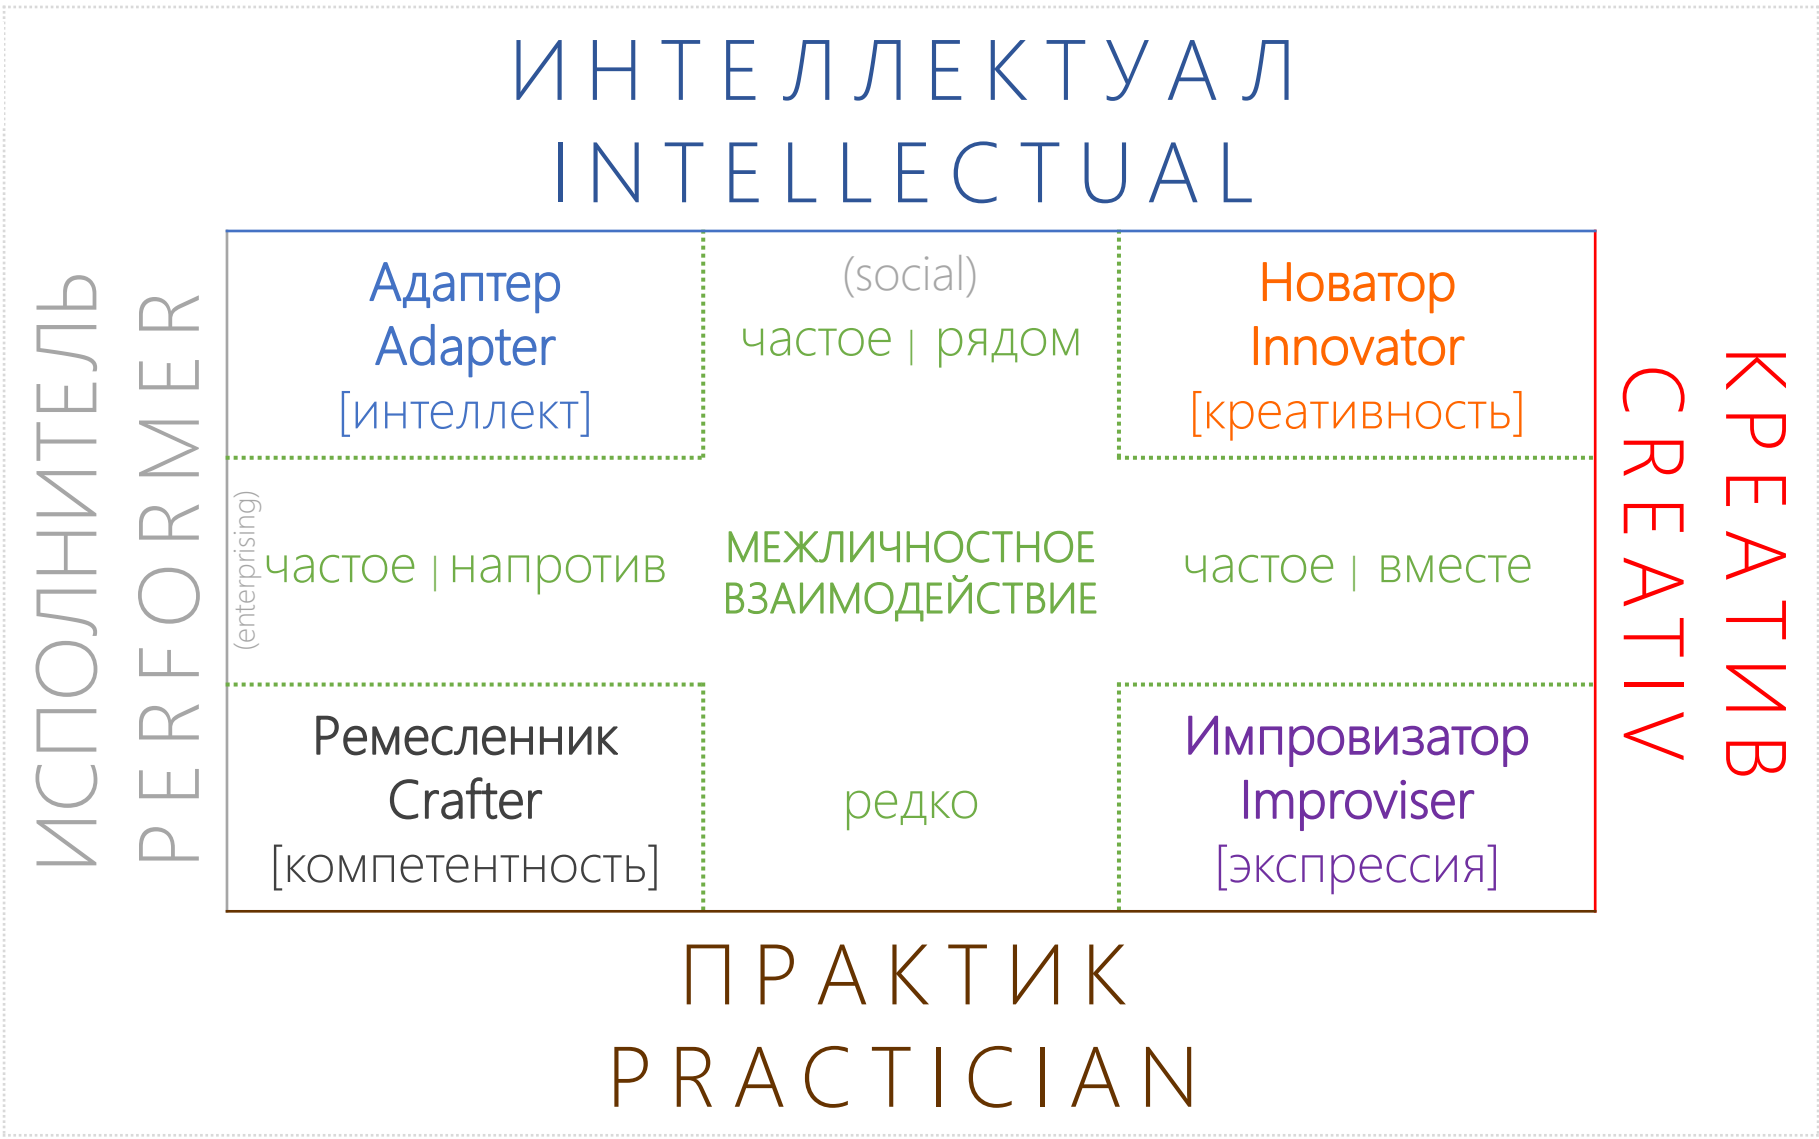 ИНТЕЛЛЕКТУАЛ
INTELLECTUAL
ИСПОЛНИТЕЛЬ
PERFORMER
Адаптер
Adapter
[интеллект]
(social)
частое | рядом
Новатор
Innovator
[креативность]
(enterprising)
частое | напротив
МЕЖЛИЧНОСТНОЕ
ВЗАИМОДЕЙСТВИЕ
частое | вместе
Ремесленник
Crafter
[компетентность]
редко
Импровизатор
Improviser
[экспрессия]
КРЕАТИВ
CREATIV
ПРАКТИК
PRACTICIAN